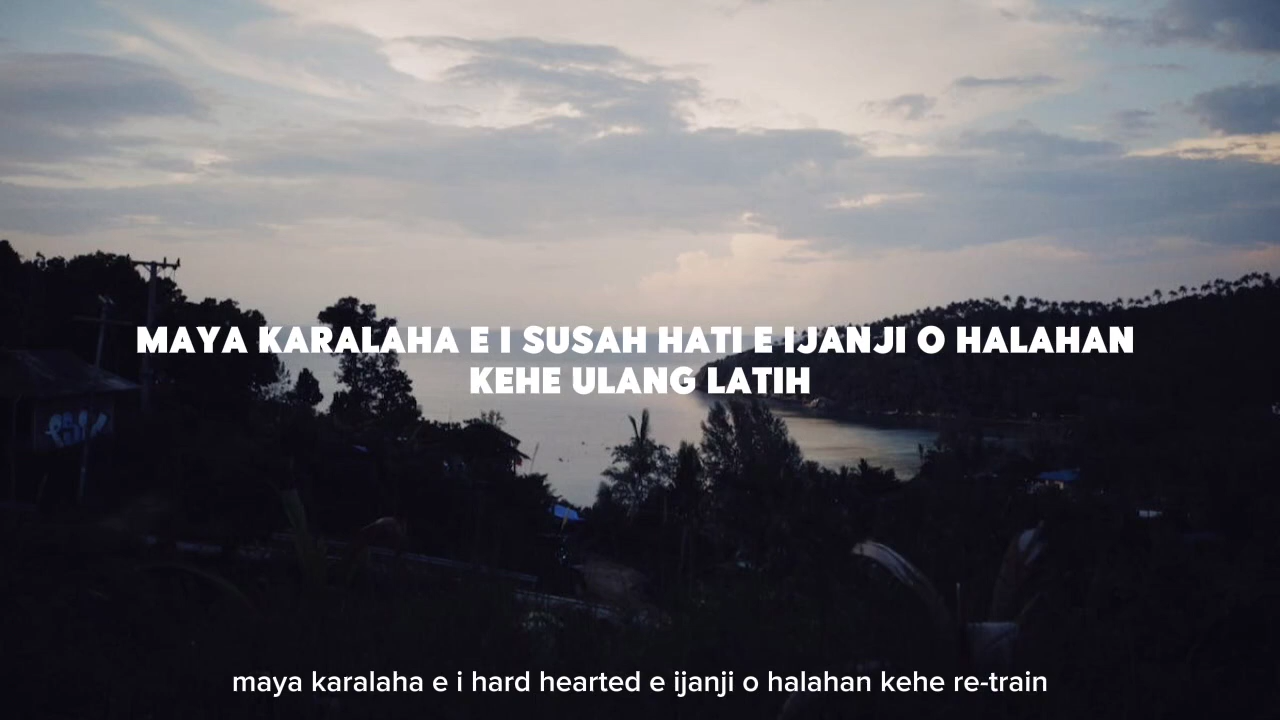 MAYA KARALAHA E I SUSAH HATI E IJANJI O HALAHAN
KEHE ULANG LATIH
maya karalaha e i hard hearted e ijanji o halahan kehe re-train